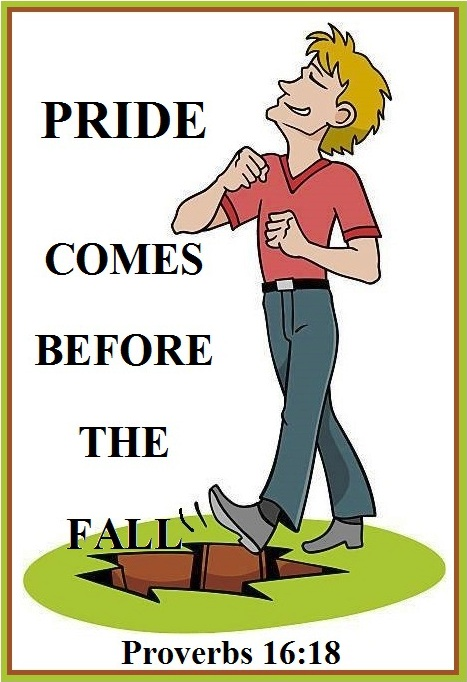 PRIDE
COMES
BEFORE
THE
FALL
Proverbs 16:18